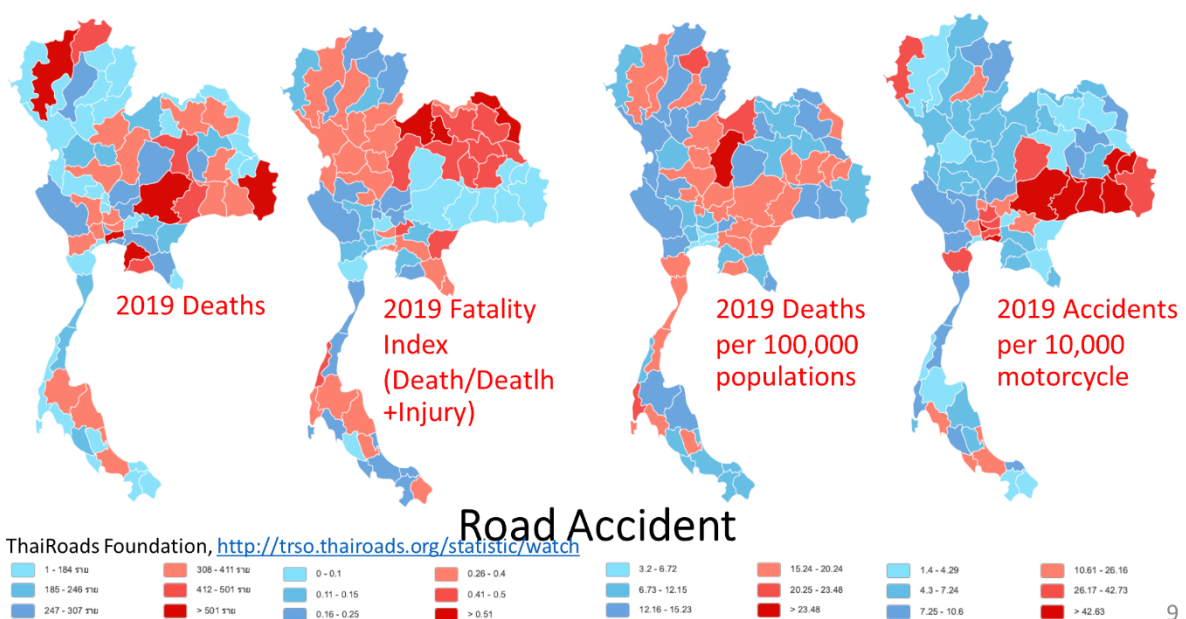 2019 Deaths
2019 Fatality
Index
(Death/Deatlh
+Injury)
2019 Deaths
per 100,000
populations
2019 Accidents
per 10,000
motorcycle
Road Accident
ThaiRoads Foundation, http://trso.thairoads.org/statistic/watch
1 - 184 ราย
185 - 246 ราย
247 - 307 ราย
308 - 411 ราย
412 - 501 ราย
> 501 ราย
0 - 0.1
0.11 - 0.15
0.16 - 0.25
0.26 - 0.4
0.41 - 0.5
> 0.51
3.2 - 6.72
6.73 - 12.15
12.16 - 15.23
15.24 - 20.24
20.25 - 23.48
> 23.48
1.4 - 4.29
4.3 - 7.24
7.25 - 10.6
10.61 - 26.16
26.17 - 42.73
> 42.63
9